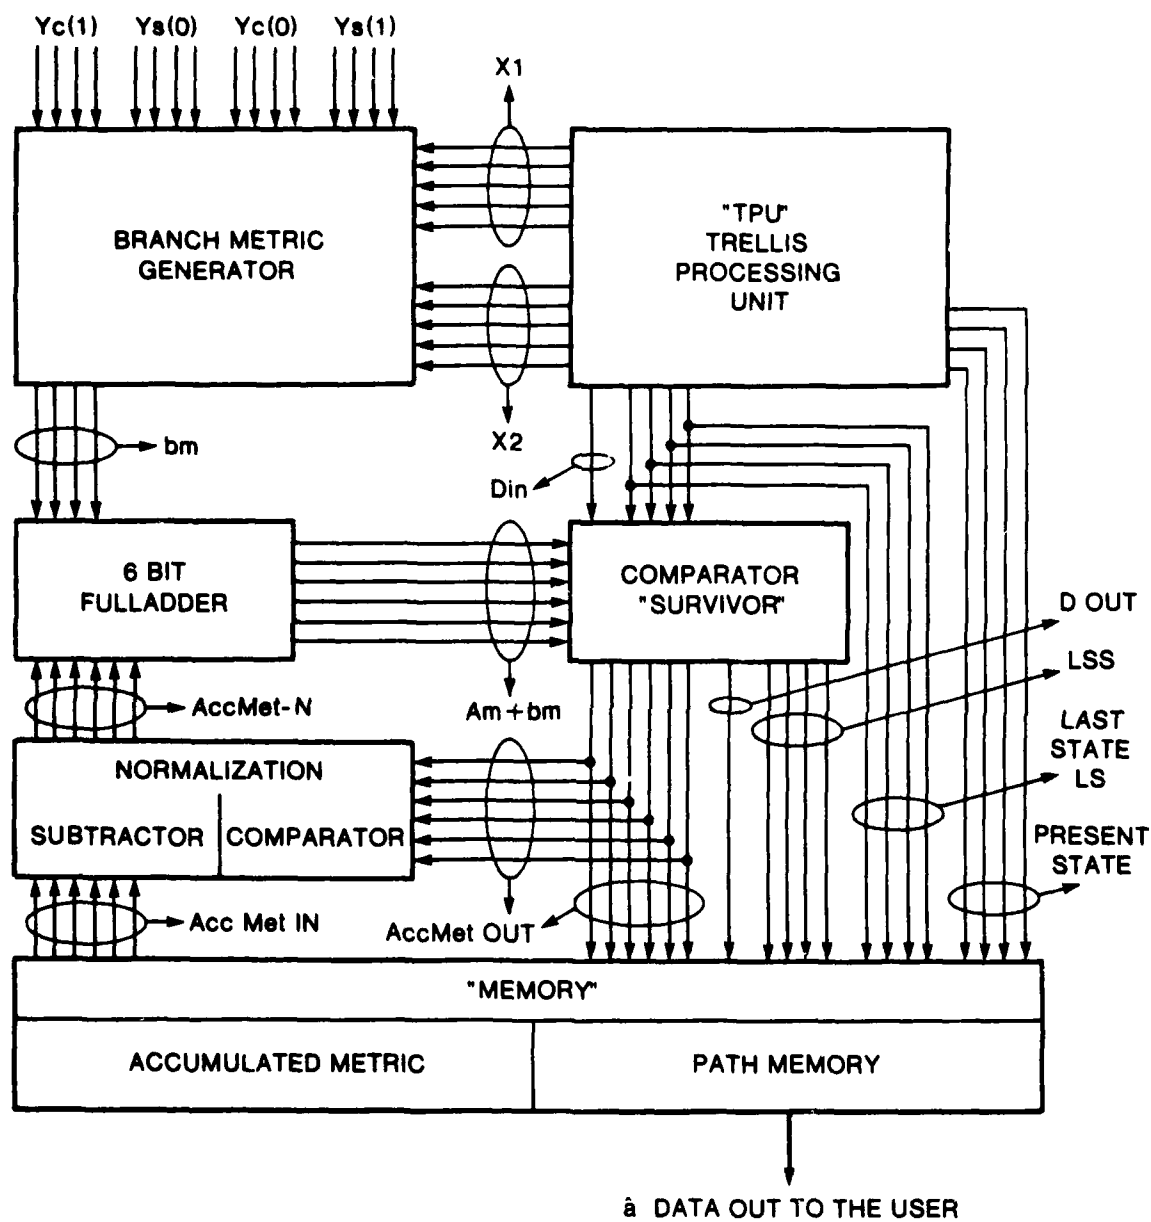 Yc(1) Ys(0) Yc(0) Ys(1)
X1
BRANCH METRIC
GENERATOR
"TPU"
TRELLIS
PROCESSING
UNIT
X2
bm
Din
6 BIT
FULLADDER
COMPARATOR
"SURVIVOR"
D OUT
LSS
AccMet-N
Am+bm
LAST
STATE
LS
NORMALIZATION
SUBTRACTOR
COMPARATOR
PRESENT
STATE
Acc Met IN
AccMet OUT
"MEMORY"
ACCUMULATED METRIC
PATH MEMORY
â DATA OUT TO THE USER